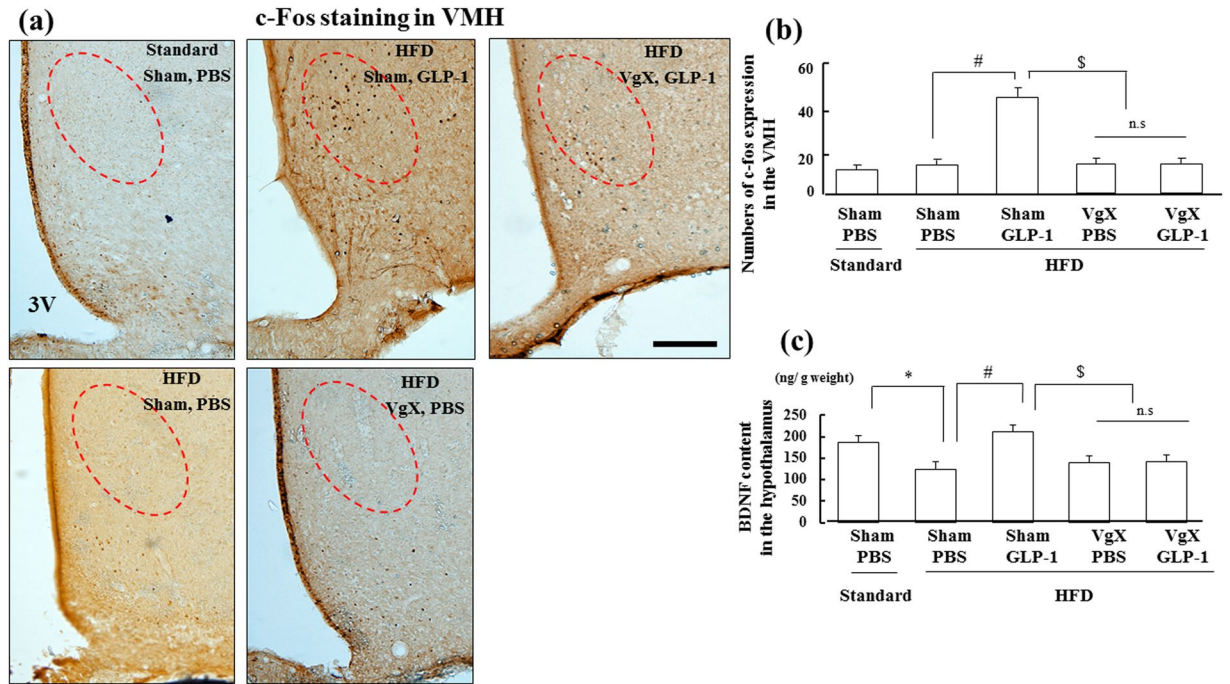 (a)
c-Fos staining in VMH
Standard
Sham, PBS
3V
HFD
Sham, GLP-1
HFD
VgX, GLP-1
HFD
Sham, PBS
HFD
VgX, PBS
(b)
Numbers of c-fos expression
in the VMH
60
40
20
0
#
$
n.s
Sham
PBS
Sham
PBS
Sham
GLP-1
VgX
PBS
VgX
GLP-1
Standard
HFD
(c)
(ng/ g weight)
BDNF content
in the hypothalamus
250
200
150
100
50
0
*
#
$
n.s
Sham
PBS
Sham
PBS
Sham
GLP-1
VgX
PBS
VgX
GLP-1
Standard
HFD